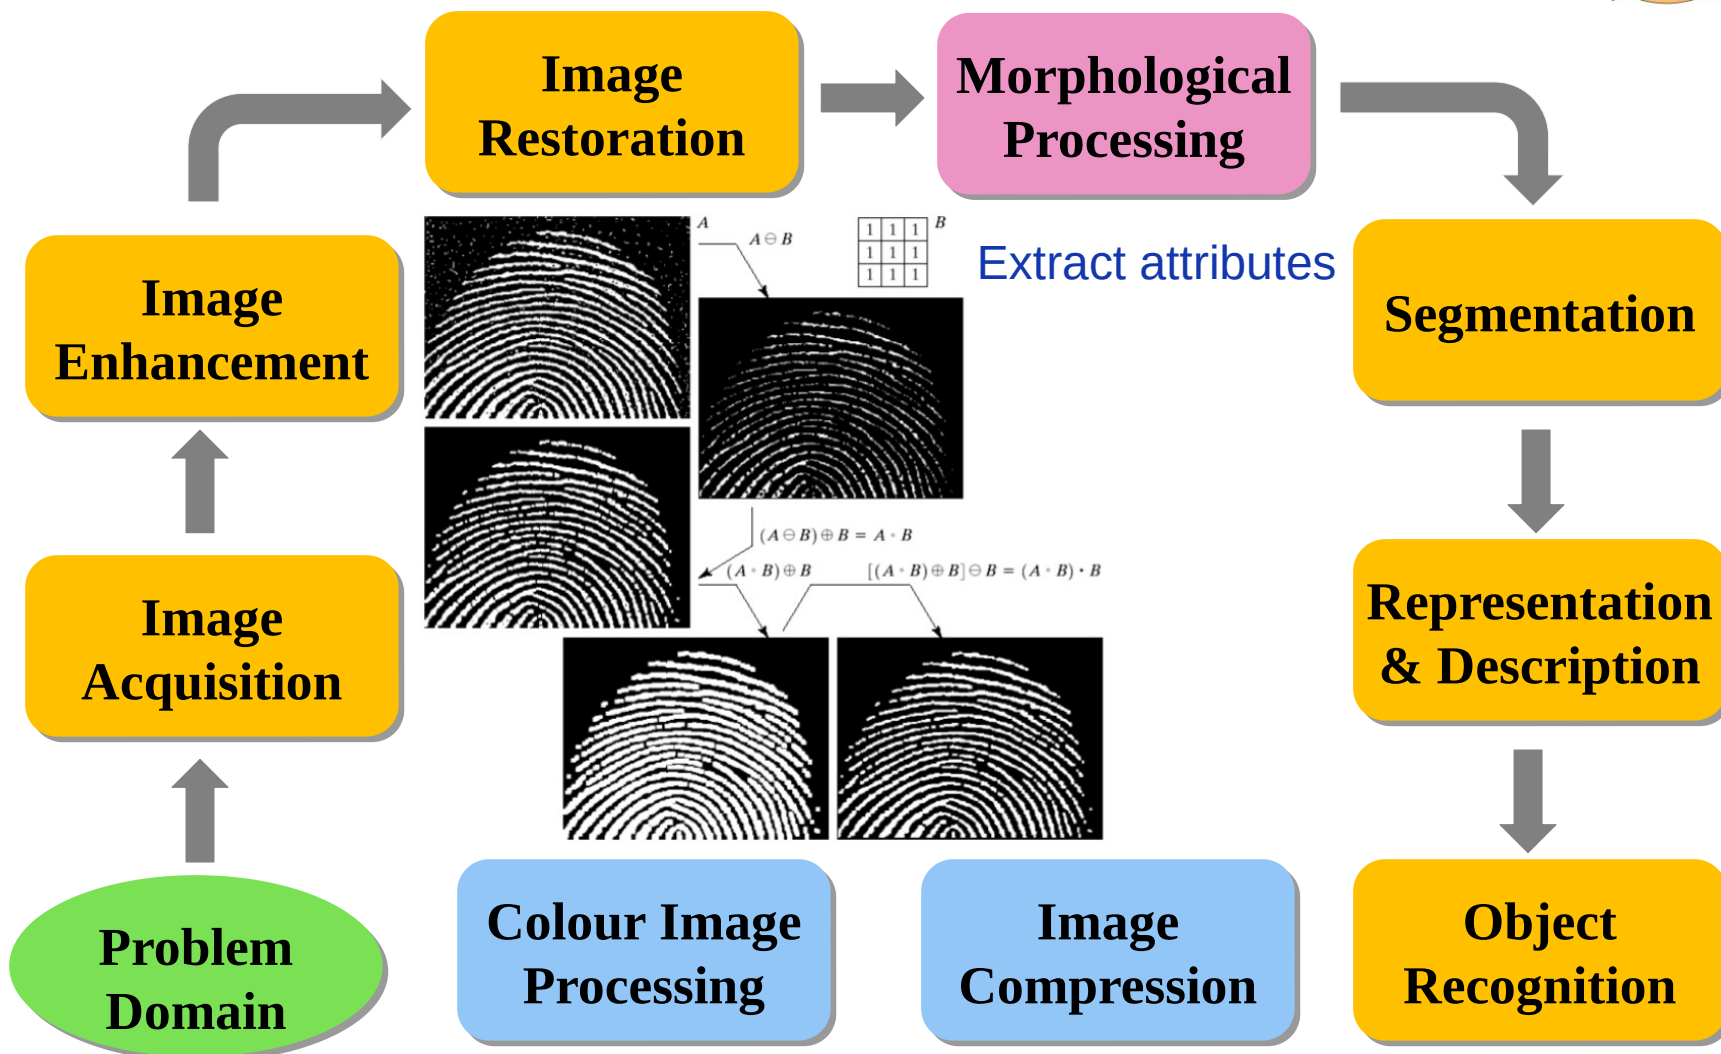 Image
Restoration
Morphological
Processing
Image
Enhancement
A
A ⊖ B
1 1 1
1 1 1
1 1 1
B
Extract attributes
Segmentation
(A ⊖ B) ⊕ B = A ∘ B
(A ∘ B) ⊕ B
[(A ∘ B) ⊕ B] ⊖ B = (A ∘ B) • B
Image
Acquisition
Representation
& Description
Problem
Domain
Colour Image
Processing
Image
Compression
Object
Recognition